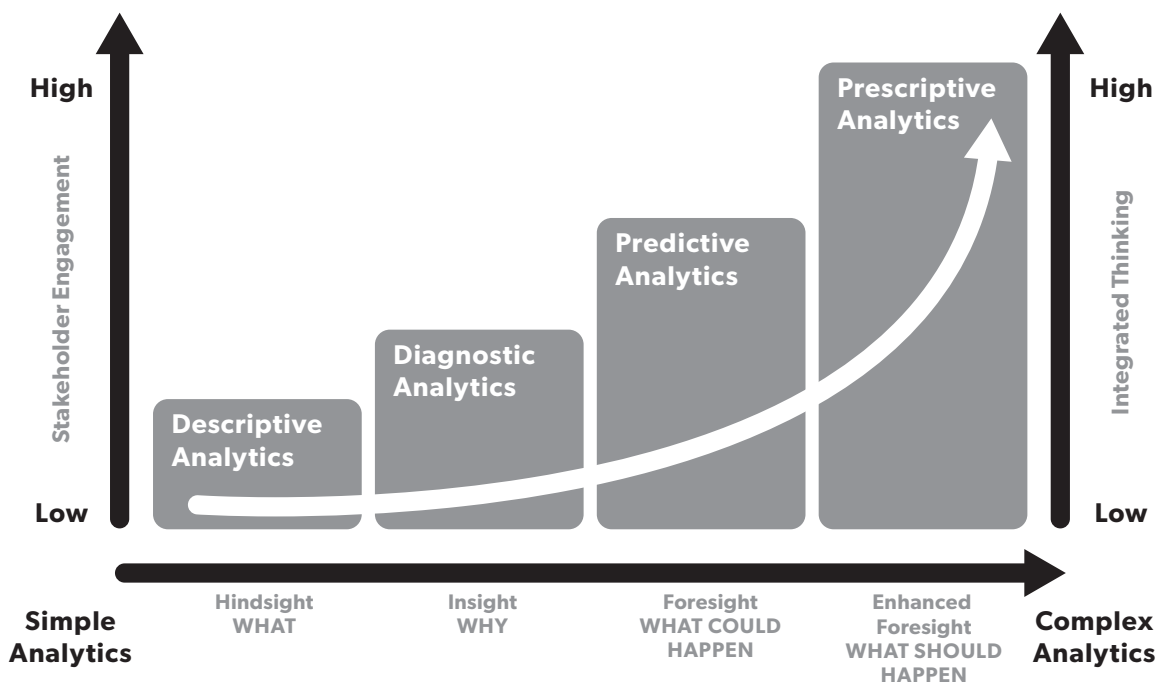 High
Stakeholder Engagement
Low
Descriptive
Analytics
Diagnostic
Analytics
Predictive
Analytics
Prescriptive
Analytics
High
Integrated Thinking
Low
Simple
Analytics
Hindsight
WHAT
Insight
WHY
Foresight
WHAT COULD
HAPPEN
Enhanced
Foresight
WHAT SHOULD
HAPPEN
Complex
Analytics